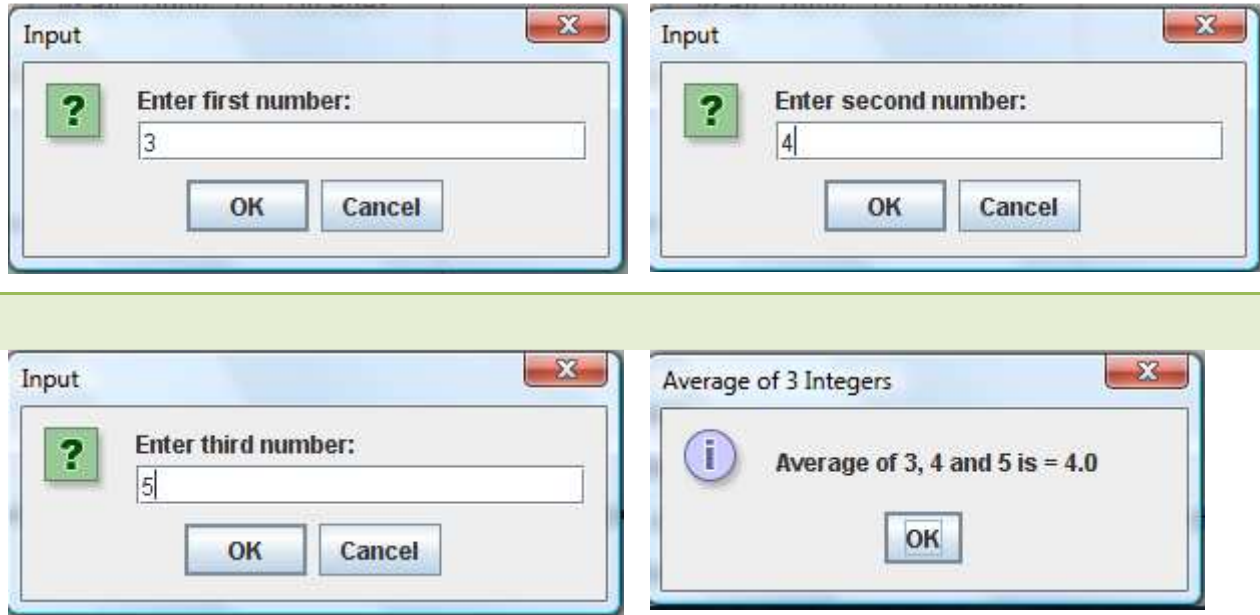 Input
Enter first number:
3
OK Cancel
Input
Enter second number:
4
OK Cancel
Input
Enter third number:
5
OK Cancel
Average of 3 Integers
Average of 3, 4 and 5 is = 4.0
OK